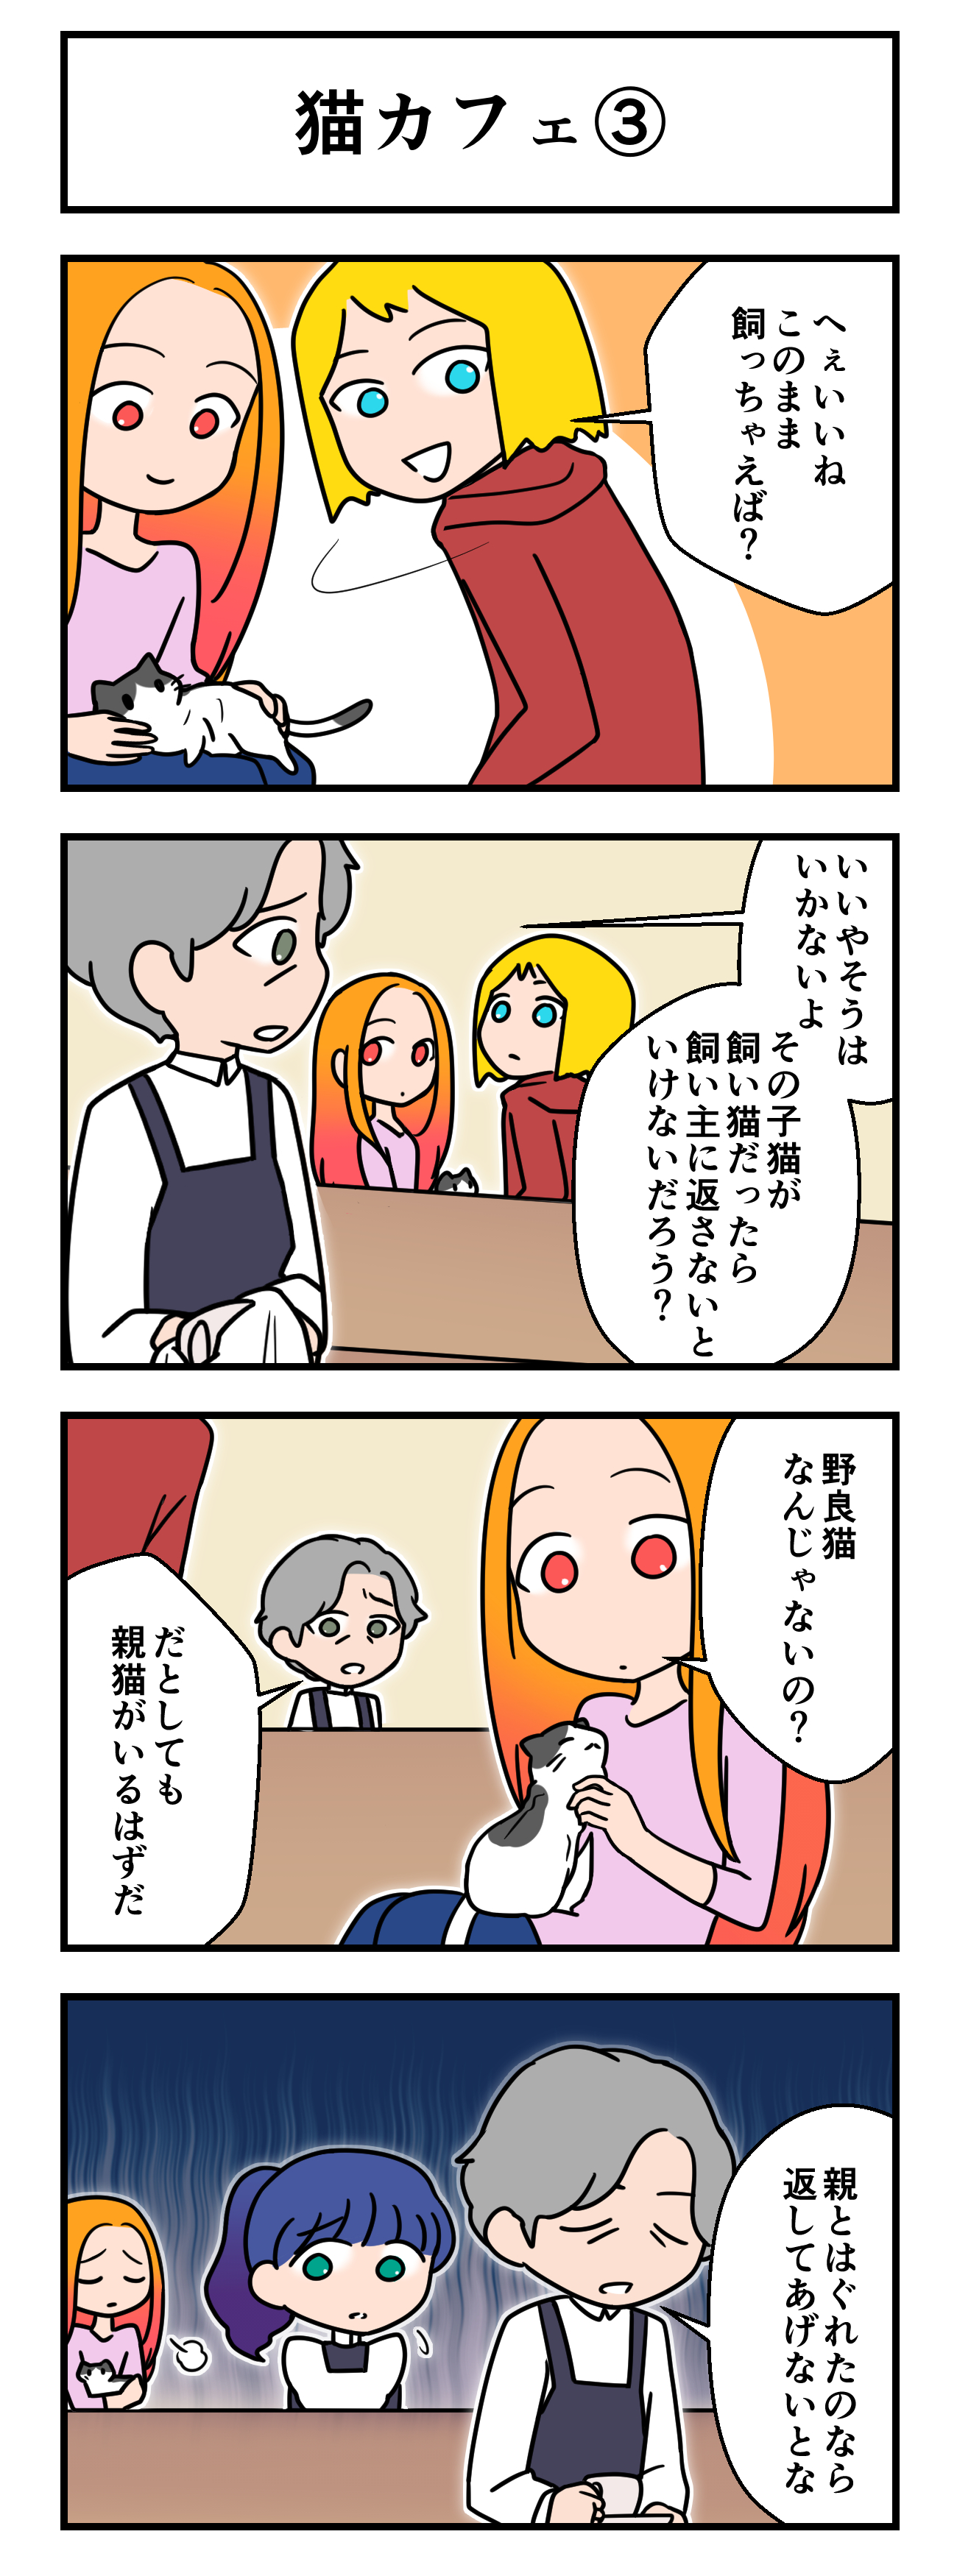 猫カフェ③
へぇいいね
このまま
飼っちゃえば？
いいやそうは
いかないよ
その子猫が
飼い猫だったら
飼い主に返さないと
いけないだろう？
野良猫
なんじゃないの？
だとしても
親猫がいるはずだ
親とはぐれたのなら
返してあげないとな